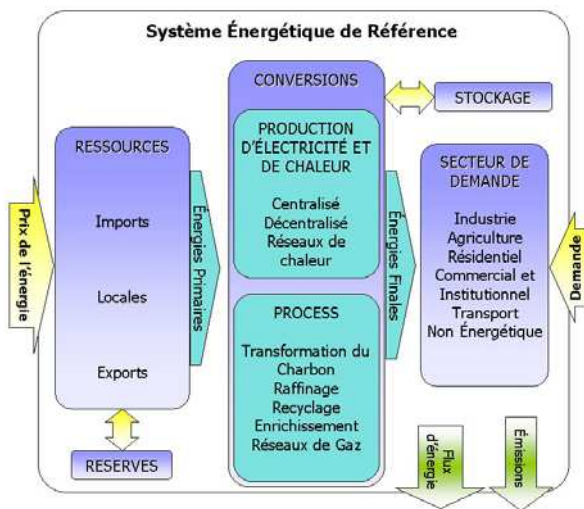 Système Énergétique de Référence
Prix de
l'énergie
RESSOURCES
Imports
Locales
Exports
RESERVES
Énergies Primaires
CONVERSIONS
PRODUCTION
D'ÉLECTRICITÉ ET
DE CHALEUR
Centralisé
Décentralisé
Réseaux de
chaleur
PROCESS
Transformation du
Charbon
Raffinage
Recyclage
Enrichissement
Réseaux de Gaz
Énergies Finales
STOCKAGE
SECTEUR DE
DEMANDE
Industrie
Agriculture
Résidentiel
Commercial et
Institutionnel
Transport
Non Énergétique
Demande
Flux
d'énergie
Émissions